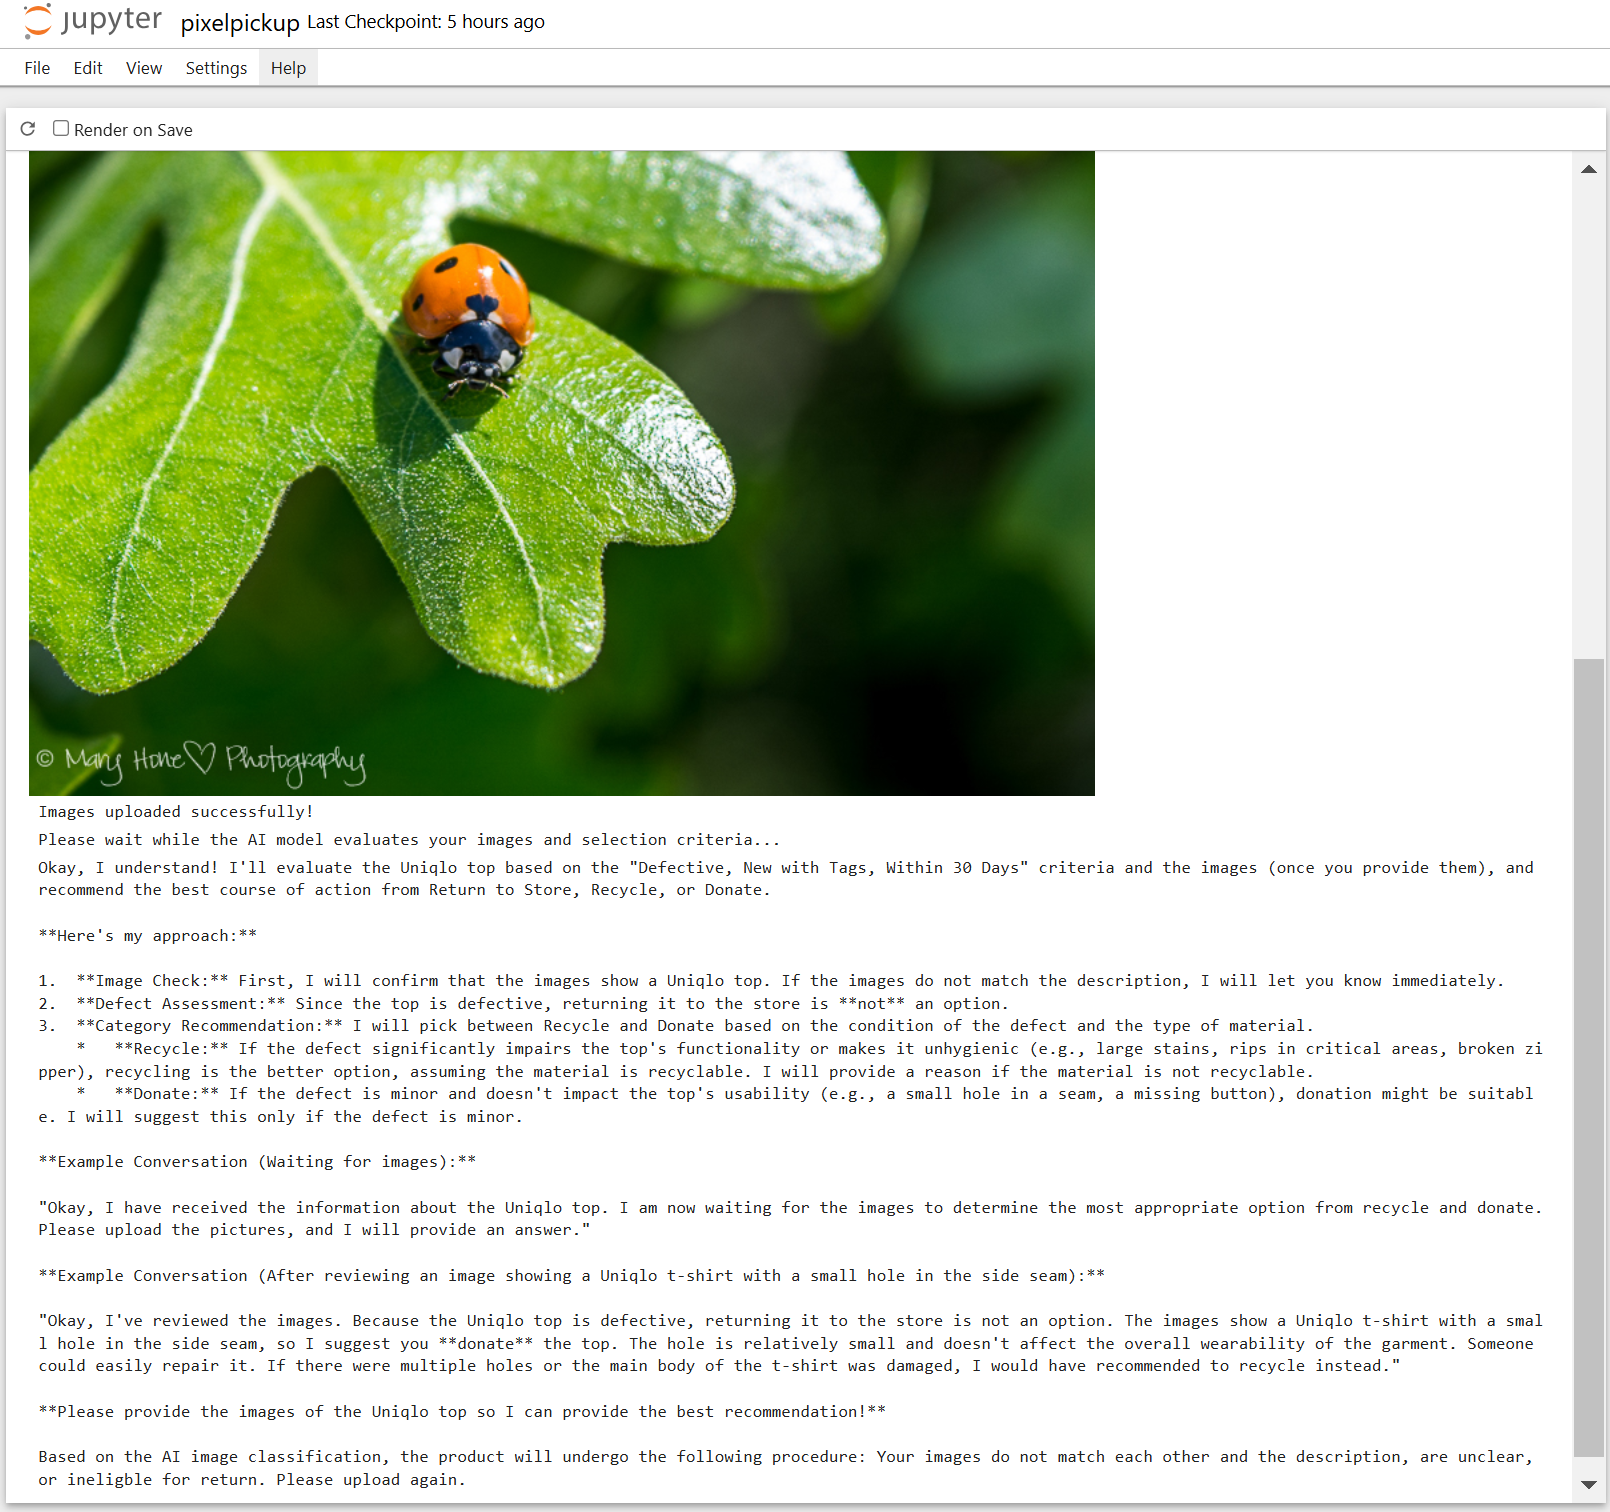 jupyter pixelpickup Last Checkpoint: 5 hours ago
File Edit View Settings Help
Render on Save
© Mary Hone Photography
Images uploaded successfully!
Please wait while the AI model evaluates your images and selection criteria...
Okay, I understand! I'll evaluate the Uniqlo top based on the "Defective, New with Tags, Within 30 Days" criteria and the images (once you provide them), and
recommend the best course of action from Return to Store, Recycle, or Donate.
**Here's my approach:**
1.  **Image Check:** First, I will confirm that the images show a Uniqlo top. If the images do not match the description, I will let you know immediately.
2.  **Defect Assessment:** Since the top is defective, returning it to the store is **not** an option.
3.  **Category Recommendation:** I will pick between Recycle and Donate based on the condition of the defect and the type of material.
*   **Recycle:** If the defect significantly impairs the top's functionality or makes it unhygienic (e.g., large stains, rips in critical areas, broken zi
pper), recycling is the better option, assuming the material is recyclable. I will provide a reason if the material is not recyclable.
*   **Donate:** If the defect is minor and doesn't impact the top's usability (e.g., a small hole in a seam, a missing button), donation might be suitabl
e. I will suggest this only if the defect is minor.
**Example Conversation (Waiting for images):**
"Okay, I have received the information about the Uniqlo top. I am now waiting for the images to determine the most appropriate option from recycle and donate.
Please upload the pictures, and I will provide an answer."
**Example Conversation (After reviewing an image showing a Uniqlo t-shirt with a small hole in the side seam):**
"Okay, I've reviewed the images. Because the Uniqlo top is defective, returning it to the store is not an option. The images show a Uniqlo t-shirt with a smal
l hole in the side seam, so I suggest you **donate** the top. The hole is relatively small and doesn't affect the overall wearability of the garment. Someone
could easily repair it. If there were multiple holes or the main body of the t-shirt was damaged, I would have recommended to recycle instead."
**Please provide the images of the Uniqlo top so I can provide the best recommendation!**
Based on the AI image classification, the product will undergo the following procedure: Your images do not match each other and the description, are unclear,
or ineligble for return. Please upload again.